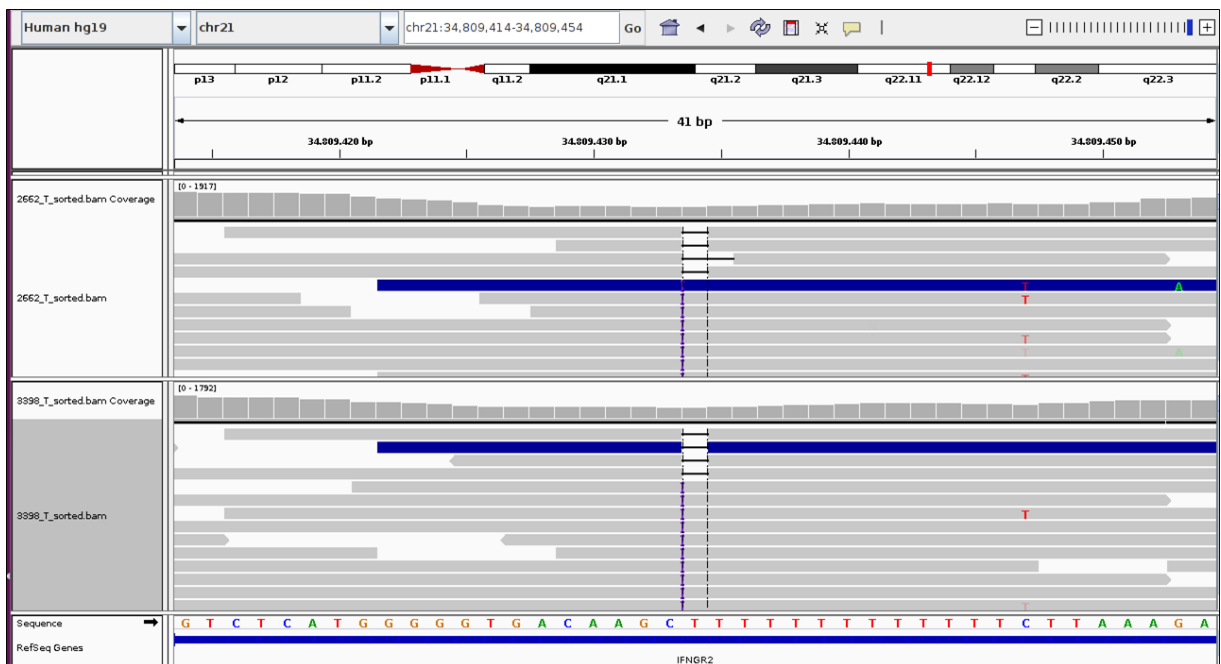 Human hg19 chr21 chr21:34,809,414-34,809,454 Go
p13 p12 p11.2 p11.1 q11.2 q21.1 q21.2 q21.3 q22.11 q22.12 q22.2 q22.3
41 bp
34.809.420 bp 34.809.430 bp 34.809.440 bp 34.809.450 bp
[0 - 1917]
2662_T_sorted.bam Coverage
T A
T
2662_T_sorted.bam
T
T A
T
[0 - 1792]
3398_T_sorted.bam Coverage
3398_T_sorted.bam
T
T
Sequence G T C T C A T G G G G G T G A C A A G C T T T T T T T T T T T T T C T T A A A G A
RefSeq Genes
IFNGR2